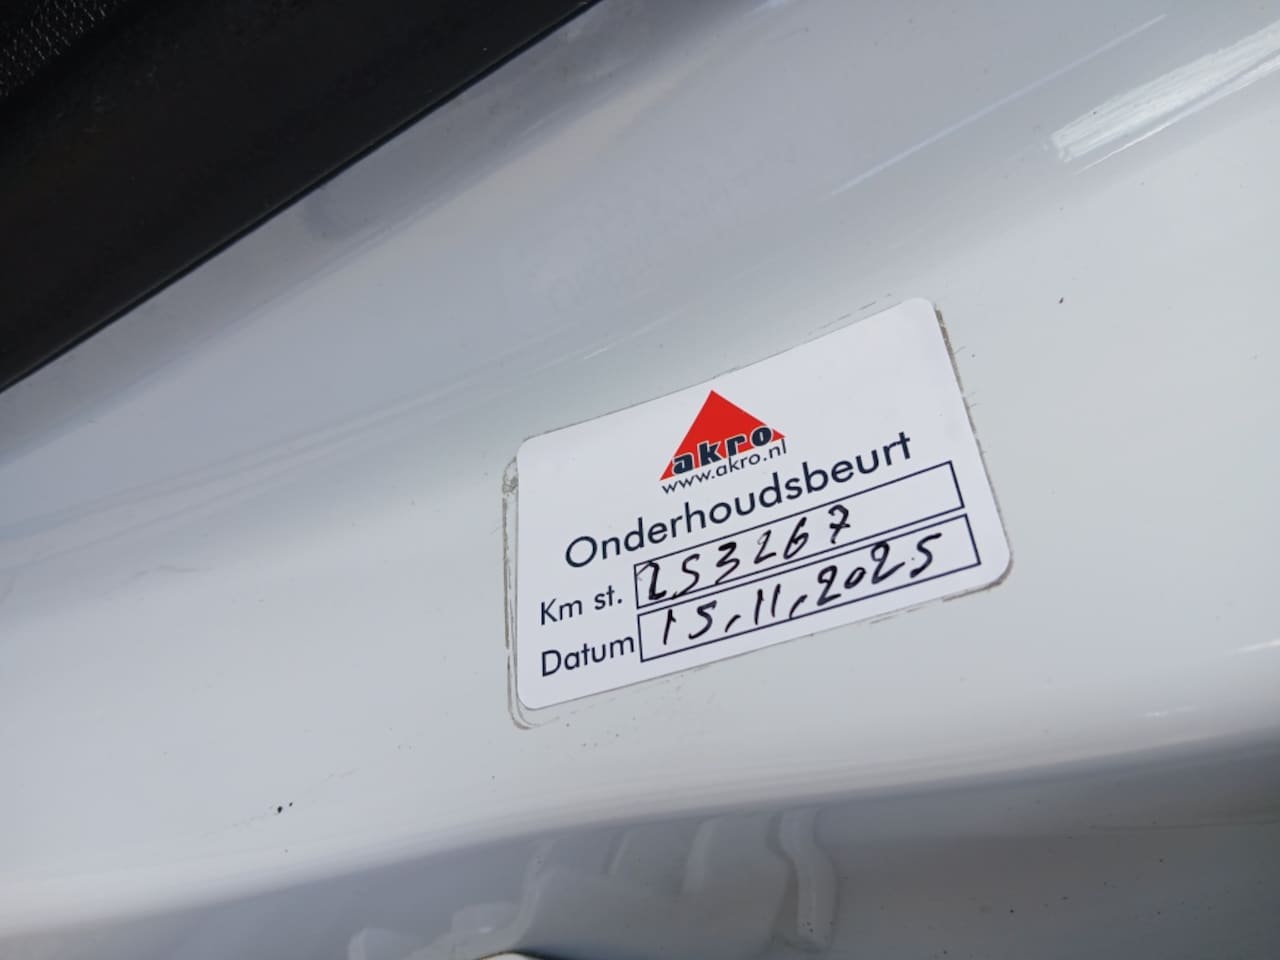 akro
www.akro.nl
Onderhoudsbeurt
Km st. 253267
Datum 15.11.2025